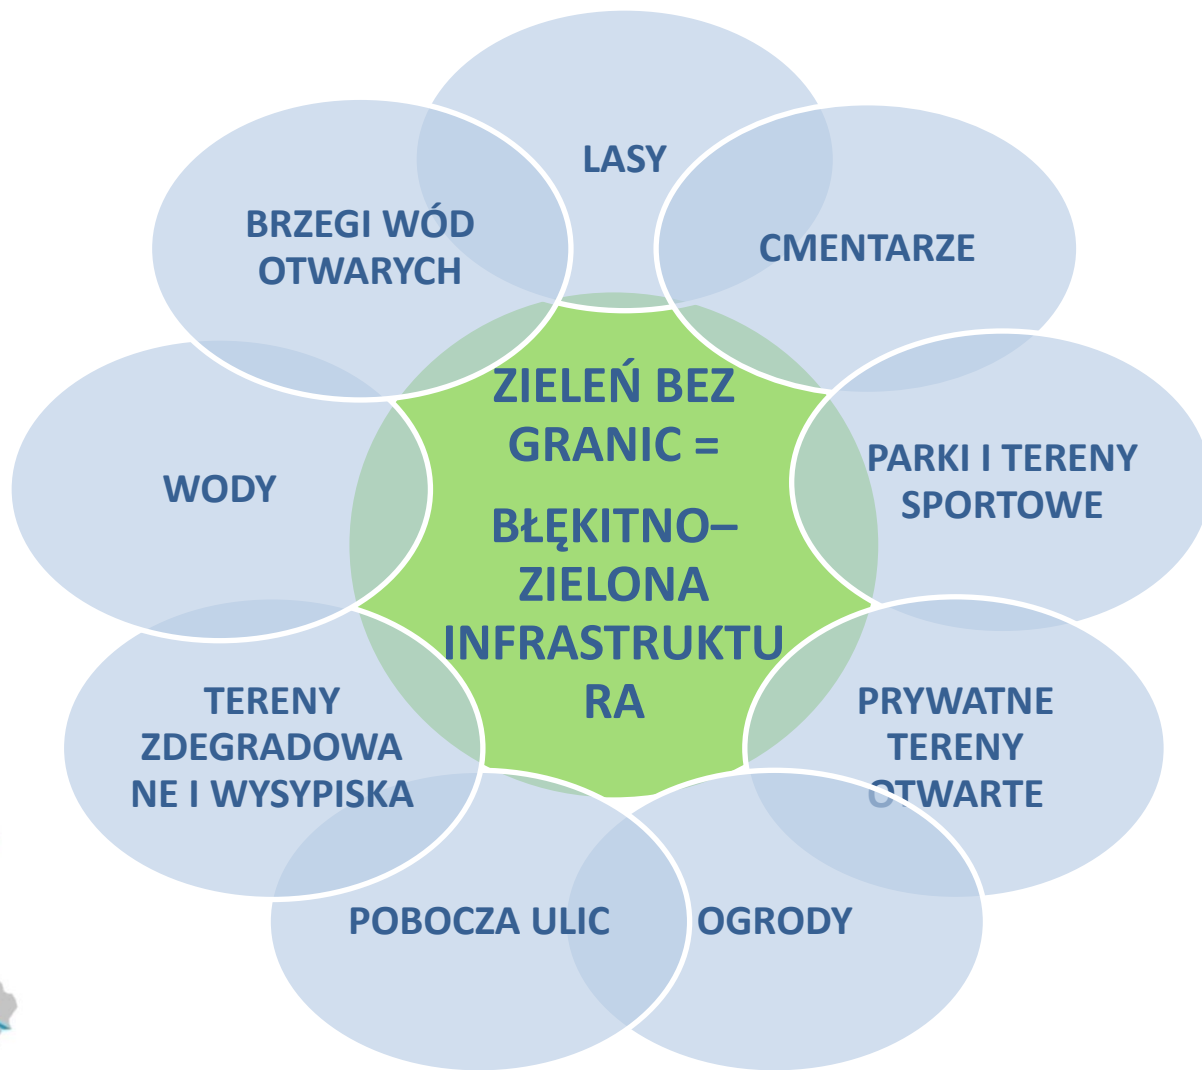 LASY
CMENTARZE
PARKI I TERENY
SPORTOWE
PRYWATNE
TERENY
OTWARTE
OGRODY
POBOCZA ULIC
TERENY
ZDEGRADOWA
NE I WYSYPISKA
WODY
BRZEGI WÓD
OTWARYCH
ZIELEŃ BEZ
GRANIC =
BŁĘKITNO–
ZIELONA
INFRASTRUKTU
RA